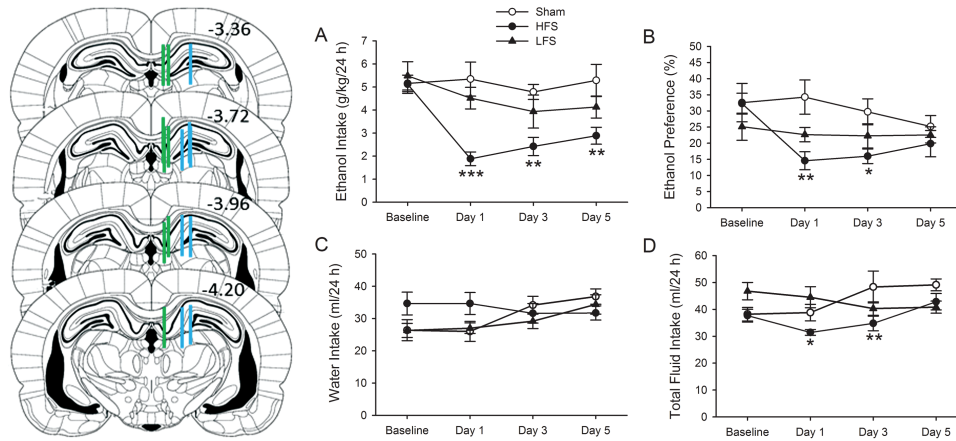 -3.36
-3.72
-3.96
-4.20
Sham
HFS
LFS
A
Ethanol Intake (g/kg/24 h)
7
6
5
4
3
2
1
0
***
**
**
Baseline Day 1 Day 3 Day 5
B
Ethanol Preference (%)
50
45
40
35
30
25
20
15
10
5
0
**
*
Baseline Day 1 Day 3 Day 5
C
Water Intake (ml/24 h)
50
40
30
20
10
0
Baseline Day 1 Day 3 Day 5
D
Total Fluid Intake (ml/24 h)
60
50
40
30
20
10
0
*
**
Baseline Day 1 Day 3 Day 5